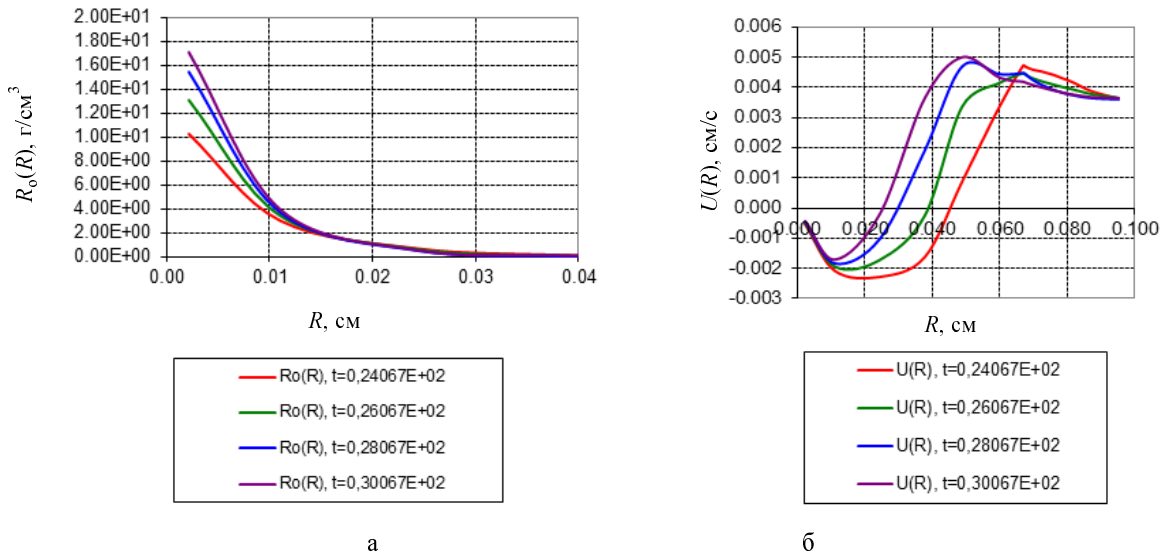 2.00E+01
1.80E+01
1.60E+01
1.40E+01
1.20E+01
1.00E+01
8.00E+00
6.00E+00
4.00E+00
2.00E+00
0.00E+00
0.00 0.01 0.02 0.03 0.04
Ro(R), г/см³
R, см
Ro(R), t=0,24067E+02
Ro(R), t=0,26067E+02
Ro(R), t=0,28067E+02
Ro(R), t=0,30067E+02
а
0.006
0.005
0.004
0.003
0.002
0.001
0.000
-0.001
-0.002
-0.003
0.000 0.020 0.040 0.060 0.080 0.100
U(R), см/с
R, см
U(R), t=0,24067E+02
U(R), t=0,26067E+02
U(R), t=0,28067E+02
U(R), t=0,30067E+02
б